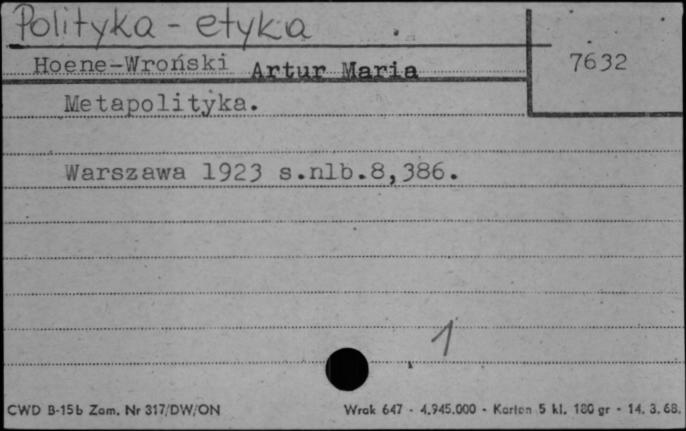 Polityka - etyka
Hoene-Wroński Artur Maria
7632
Metapolityka.
Warszawa 1923 s.nlb.8,386.
1
CWD B-15b Zam. Nr 317/DW/ON Wrak 647 - 4.945.000 - Karton 5 kl. 180 gr - 14. 3. 68.